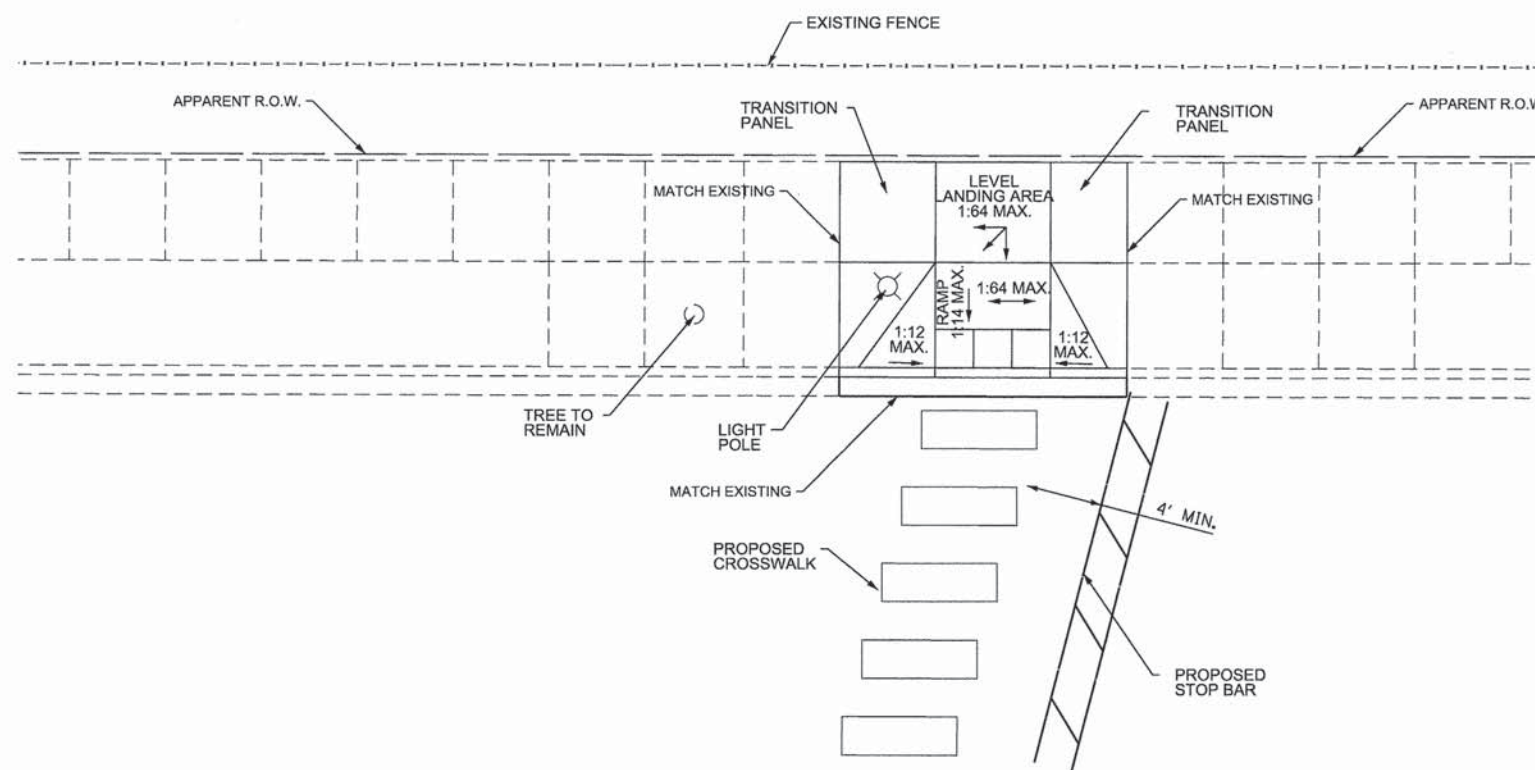 EXISTING FENCE
APPARENT R.O.W.
TRANSITION
PANEL
TRANSITION
PANEL
APPARENT R.O.W
MATCH EXISTING
LEVEL
LANDING AREA
1:64 MAX.
MATCH EXISTING
RAMP
1:14 MAX.
1:64 MAX.
1:12
MAX.
1:12
MAX.
TREE TO
REMAIN
LIGHT
POLE
MATCH EXISTING
4' MIN.
PROPOSED
CROSSWALK
PROPOSED
STOP BAR